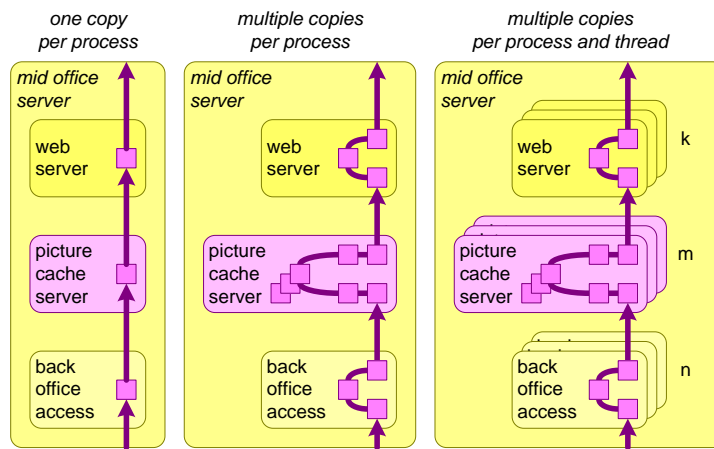 one copy
per process
mid office
server
web
server
picture
cache
server
back
office
access
multiple copies
per process
mid office
server
web
server
picture
cache
server
back
office
access
multiple copies
per process and thread
mid office
server
web
server
k
picture
cache
server
m
back
office
access
n